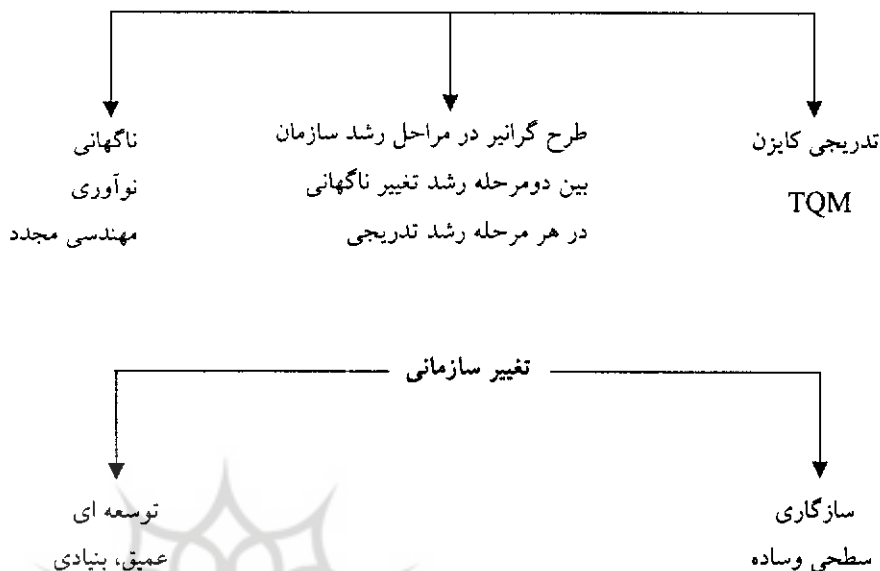 تدریجی کایزن
TQM
طرح گرانیر در مراحل رشد سازمان
بین دومرحله رشد تغییر ناگهانی
در هر مرحله رشد تدریجی
ناگهانی
نوآوری
مهندسی مجدد
تغییر سازمانی
سازگاری
سطحی وساده
توسعه ای
عمیق، بنیادی